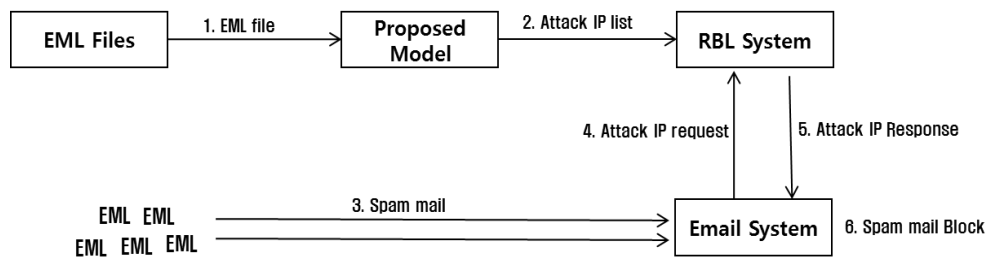 EML Files
1. EML file
Proposed
Model
2. Attack IP list
RBL System
4. Attack IP request
5. Attack IP Response
EML EML
EML EML EML
3. Spam mail
Email System
6. Spam mail Block